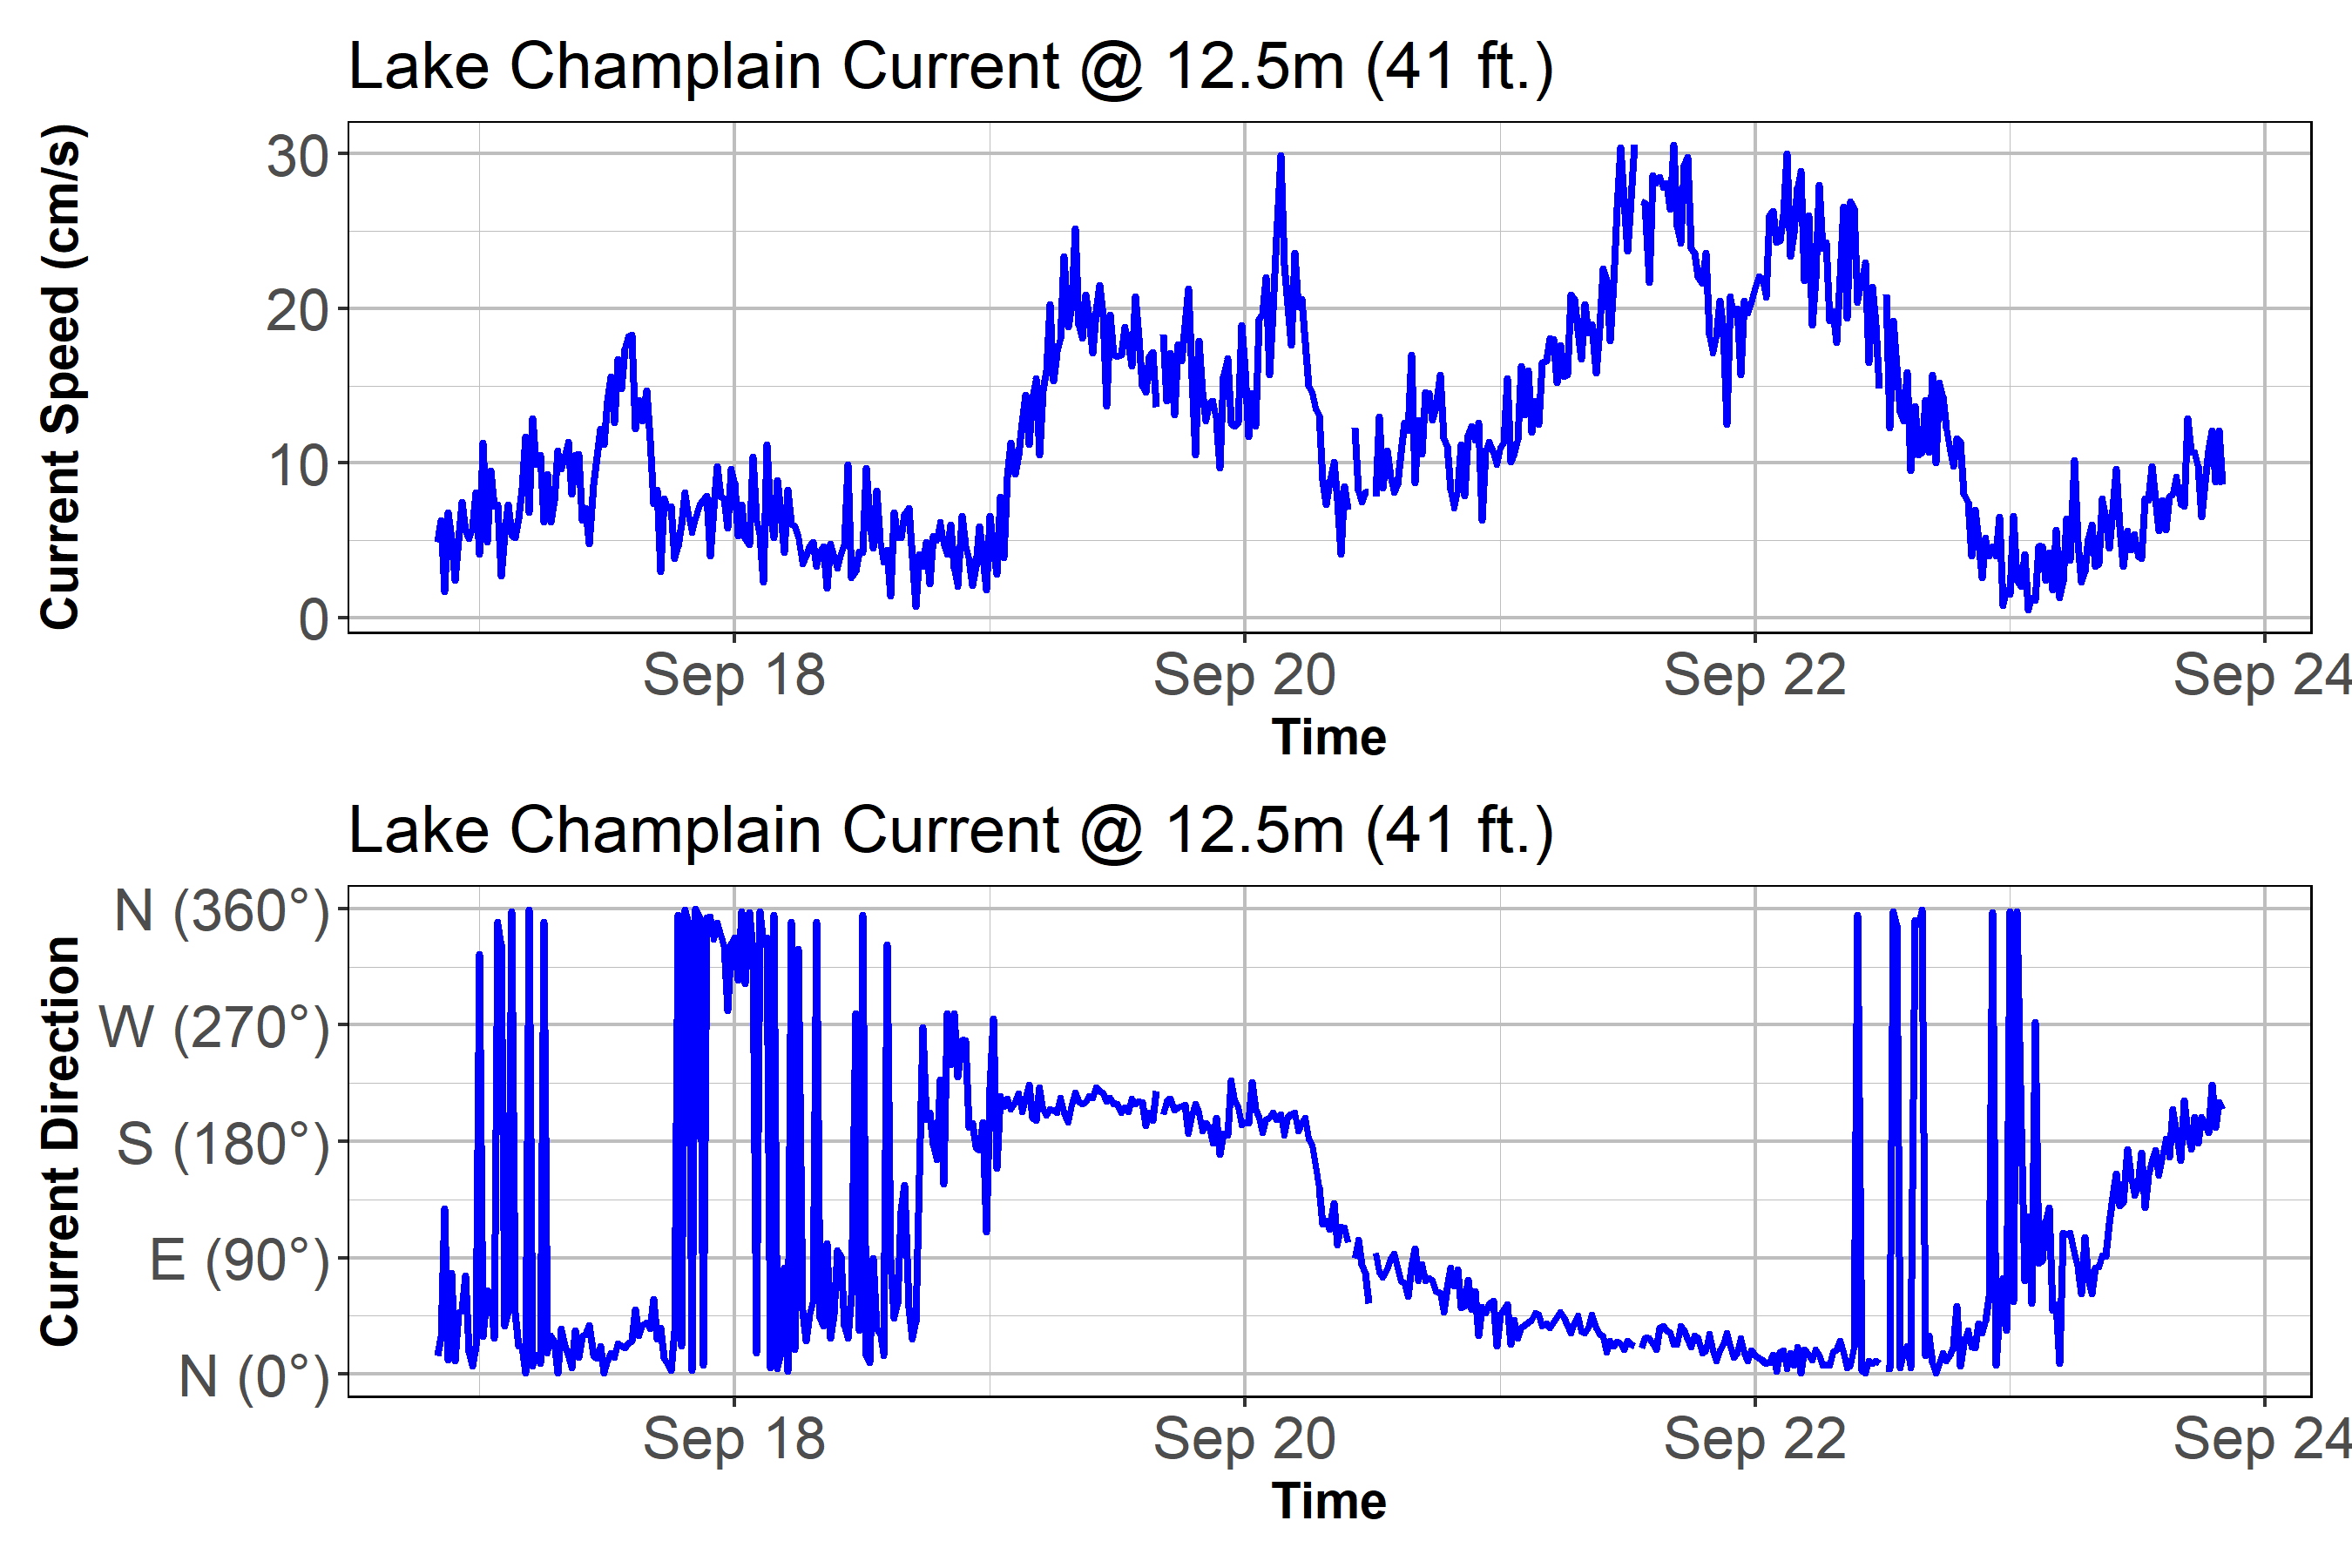 Lake Champlain Current @ 12.5m (41 ft.)
Current Speed (cm/s)
30
20
10
0
Sep 18
Sep 20
Sep 22
Sep 24
Time
Lake Champlain Current @ 12.5m (41 ft.)
Current Direction
N (360°)
W (270°)
S (180°)
E (90°)
N (0°)
Sep 18
Sep 20
Sep 22
Sep 24
Time